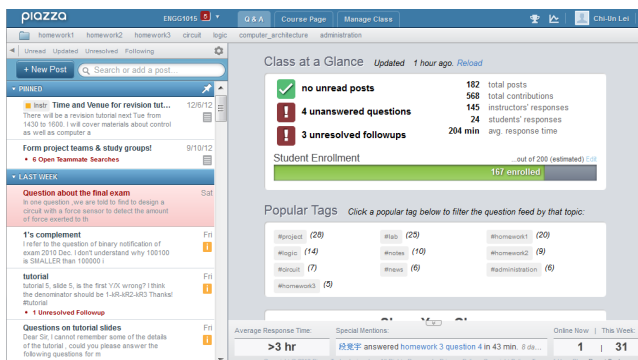 piazza
ENGG1015 5
Q & A
Course Page
Manage Class
Chi-Un Lei
homework1 homework2 homework3 circuit logic computer_architecture administration
Unread Updated Unresolved Following
+ New Post
Search or add a post...
PINNED
Instr Time and Venue for revision tut... 12/6/12
There will be a revision tutorial next Tue from
1430 to 1600. I will cover materials about control
as well as computer a
Form project teams & study groups! 9/10/12
6 Open Teammate Searches
LAST WEEK
Question about the final exam Sat
In one question ,we are told to find to design a
circuit with a force sensor to detect the amount
of force exerted to th
1's complement Fri
I refer to the question of binary notification of
exam 2010 Dec. I don't understand why 100100
is SMALLER than 100000 i
tutorial Fri
tutorial 5, slide 5, is the first Y/X wrong? I think
the denominator should be 1-kR-kR2-kR3 Thanks!
#tutorial
1 Unresolved Followup
Questions on tutorial slides Fri
Dear Sir, I cannot remember some of the details
of the tutorial , could you please answer the
following questions for m
Class at a Glance Updated 1 hour ago. Reload
no unread posts
4 unanswered questions
3 unresolved followups
182 total posts
568 total contributions
145 instructors' responses
24 students' responses
204 min avg. response time
Student Enrollment ...out of 200 (estimated) Edit
167 enrolled
Popular Tags Click a popular tag below to filter the question feed by that topic:
#project (28) #lab (25) #homework1 (20)
#logic (14) #notes (10) #homework2 (9)
#circuit (7) #news (6) #administration (6)
#homework3 (5)
Average Response Time: Special Mentions: Online Now | This Week:
>3 hr 段竞宇 answered homework 3 question 4 in 43 min. 8 da... 1 | 31